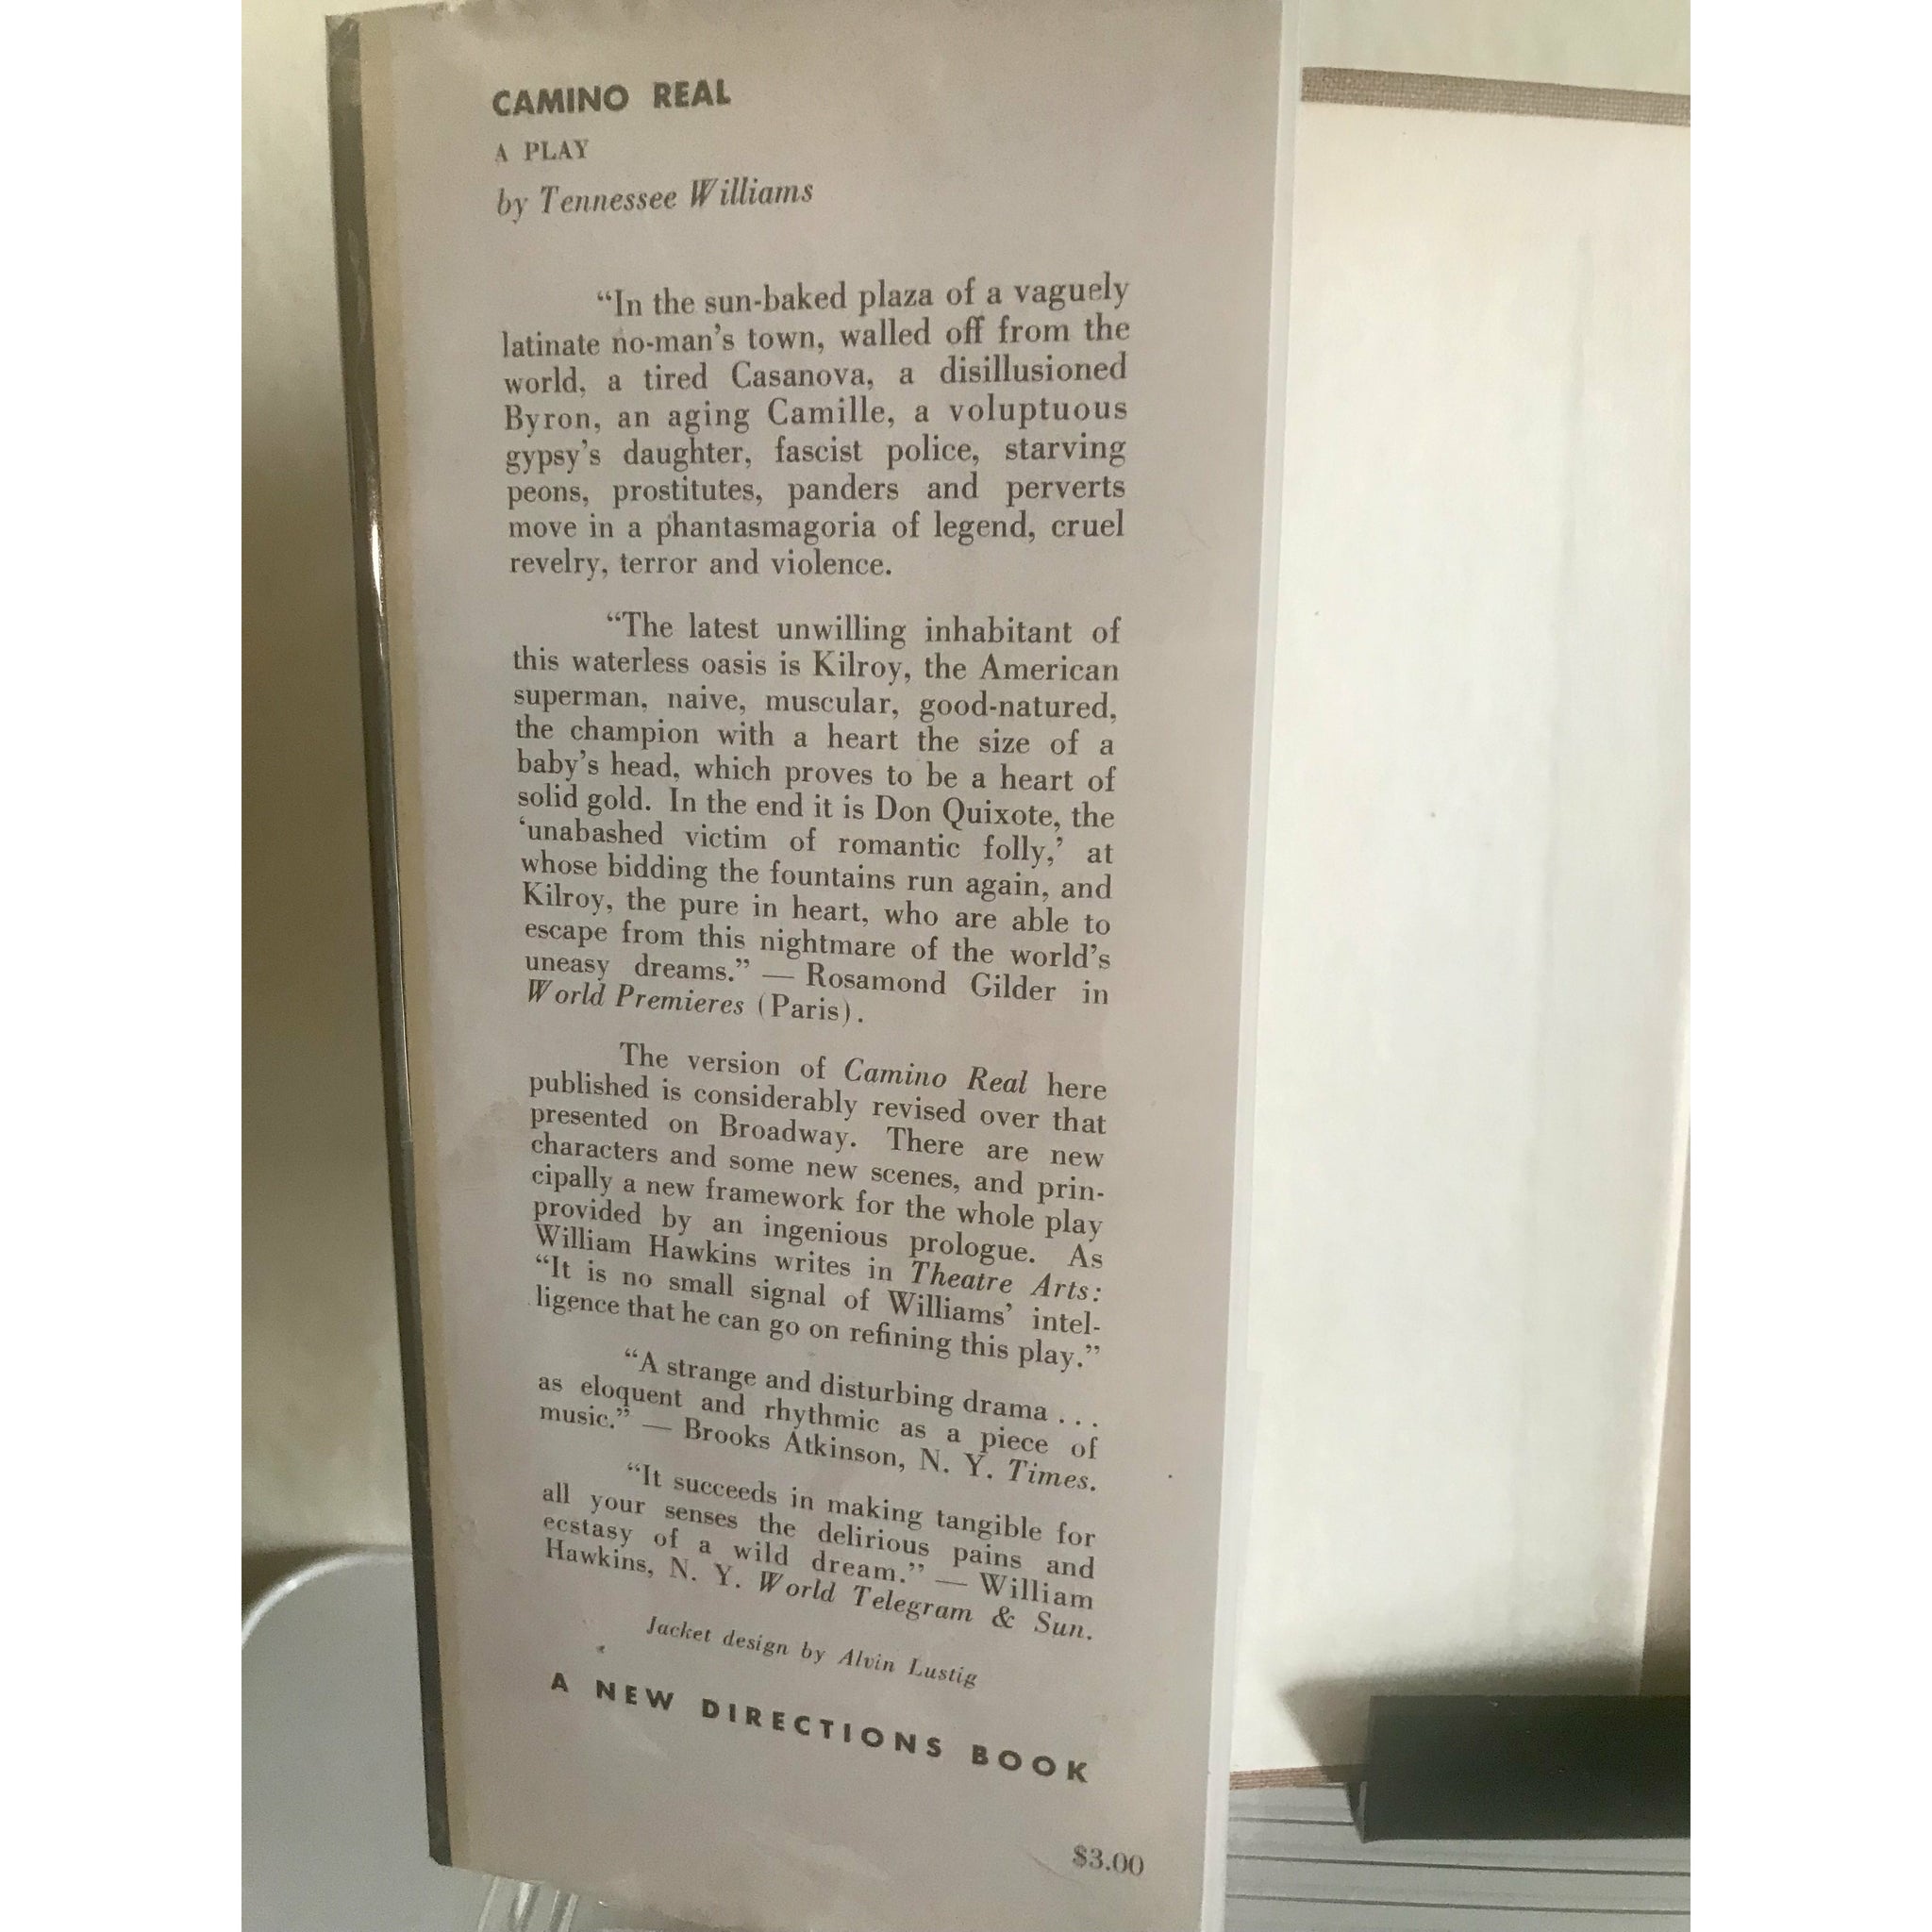 CAMINO REAL
A PLAY
by Tennessee Williams
“In the sun-baked plaza of a vaguely
latinate no-man’s town, walled off from the
world, a tired Casanova, a disillusioned
Byron, an aging Camille, a voluptuous
gypsy’s daughter, fascist police, starving
peons, prostitutes, panders and perverts
move in a phantasmagoria of legend, cruel
revelry, terror and violence.
“The latest unwilling inhabitant of
this waterless oasis is Kilroy, the American
superman, naive, muscular, good-natured,
the champion with a heart the size of a
baby’s head, which proves to be a heart of
solid gold. In the end it is Don Quixote, the
‘unabashed victim of romantic folly,’ at
whose bidding the fountains run again, and
Kilroy, the pure in heart, who are able to
escape from this nightmare of the world’s
uneasy dreams.” — Rosamond Gilder in
World Premieres (Paris).
The version of Camino Real here
published is considerably revised over that
presented on Broadway. There are new
characters and some new scenes, and prin-
cipally a new framework for the whole play
provided by an ingenious prologue. As
William Hawkins writes in Theatre Arts:
“It is no small signal of Williams’ intel-
ligence that he can go on refining this play.”
“A strange and disturbing drama . . .
as eloquent and rhythmic as a piece of
music.” — Brooks Atkinson, N. Y. Times.
“It succeeds in making tangible for
all your senses the delirious pains and
ecstasy of a wild dream.” — William
Hawkins, N. Y. World Telegram & Sun.
Jacket design by Alvin Lustig
A NEW DIRECTIONS BOOK
$3.00